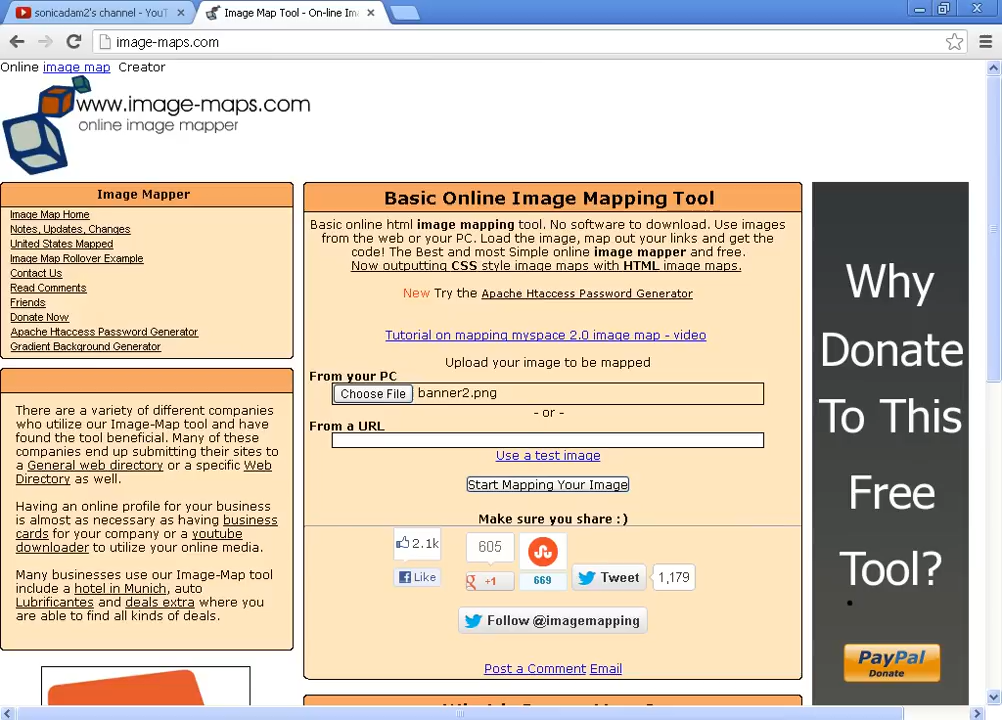 sonicadam2's channel - YouT
Image Map Tool - On-line Im
image-maps.com
Online image map Creator
www.image-maps.com
online image mapper
Image Mapper
Image Map Home
Notes, Updates, Changes
United States Mapped
Image Map Rollover Example
Contact Us
Read Comments
Friends
Donate Now
Apache Htaccess Password Generator
Gradient Background Generator
There are a variety of different companies
who utilize our Image-Map tool and have
found the tool beneficial. Many of these
companies end up submitting their sites to
a General web directory or a specific Web
Directory as well.
Having an online profile for your business
is almost as necessary as having business
cards for your company or a youtube
downloader to utilize your online media.
Many businesses use our Image-Map tool
include a hotel in Munich, auto
Lubrificantes and deals extra where you
are able to find all kinds of deals.
Basic Online Image Mapping Tool
Basic online html image mapping tool. No software to download. Use images
from the web or your PC. Load the image, map out your links and get the
code! The Best and most Simple online image mapper and free.
Now outputting CSS style image maps with HTML image maps.
New Try the Apache Htaccess Password Generator
Tutorial on mapping myspace 2.0 image map - video
Upload your image to be mapped
From your PC
Choose File banner2.png
- or -
From a URL
Use a test image
Start Mapping Your Image
Make sure you share :)
2.1k
605
Like
+1
669
Tweet
1,179
Follow @imagemapping
Post a Comment Email
Why
Donate
To This
Free
Tool?
PayPal
Donate